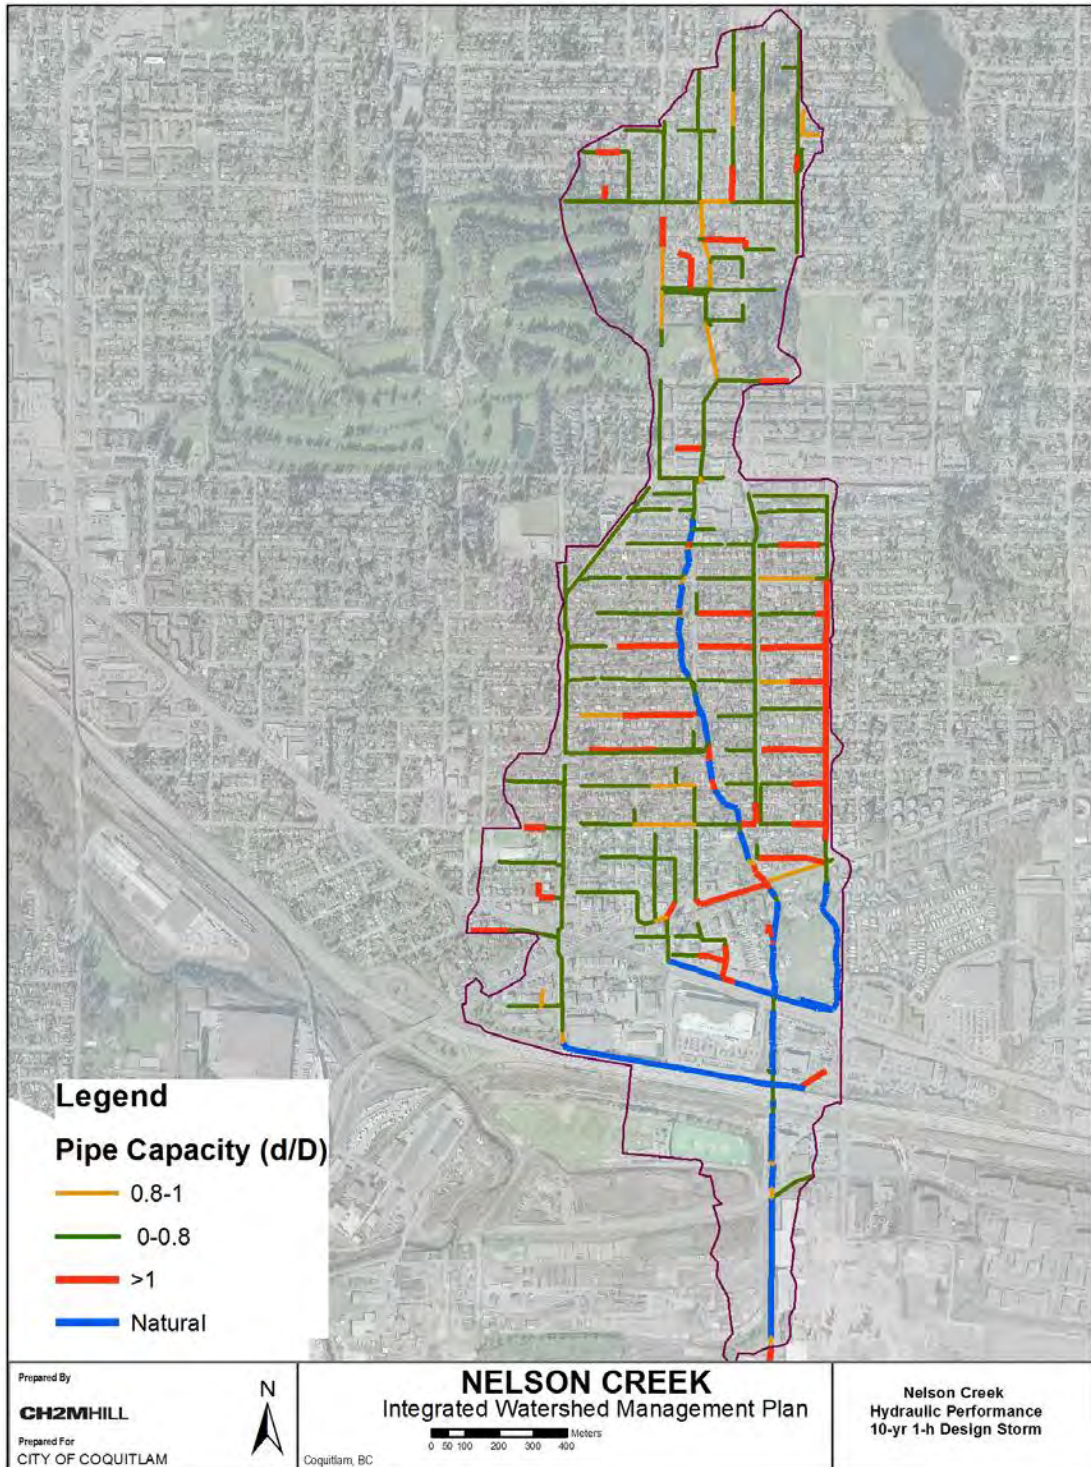 Legend
Pipe Capacity (d/D)
0.8-1
0-0.8
>1
Natural
Prepared By
CH2MHILL
Prepared For
CITY OF COQUITLAM
N
NELSON CREEK
Integrated Watershed Management Plan
Meters
0 50 100 200 300 400
Coquitlam, BC
Nelson Creek
Hydraulic Performance
10-yr 1-h Design Storm